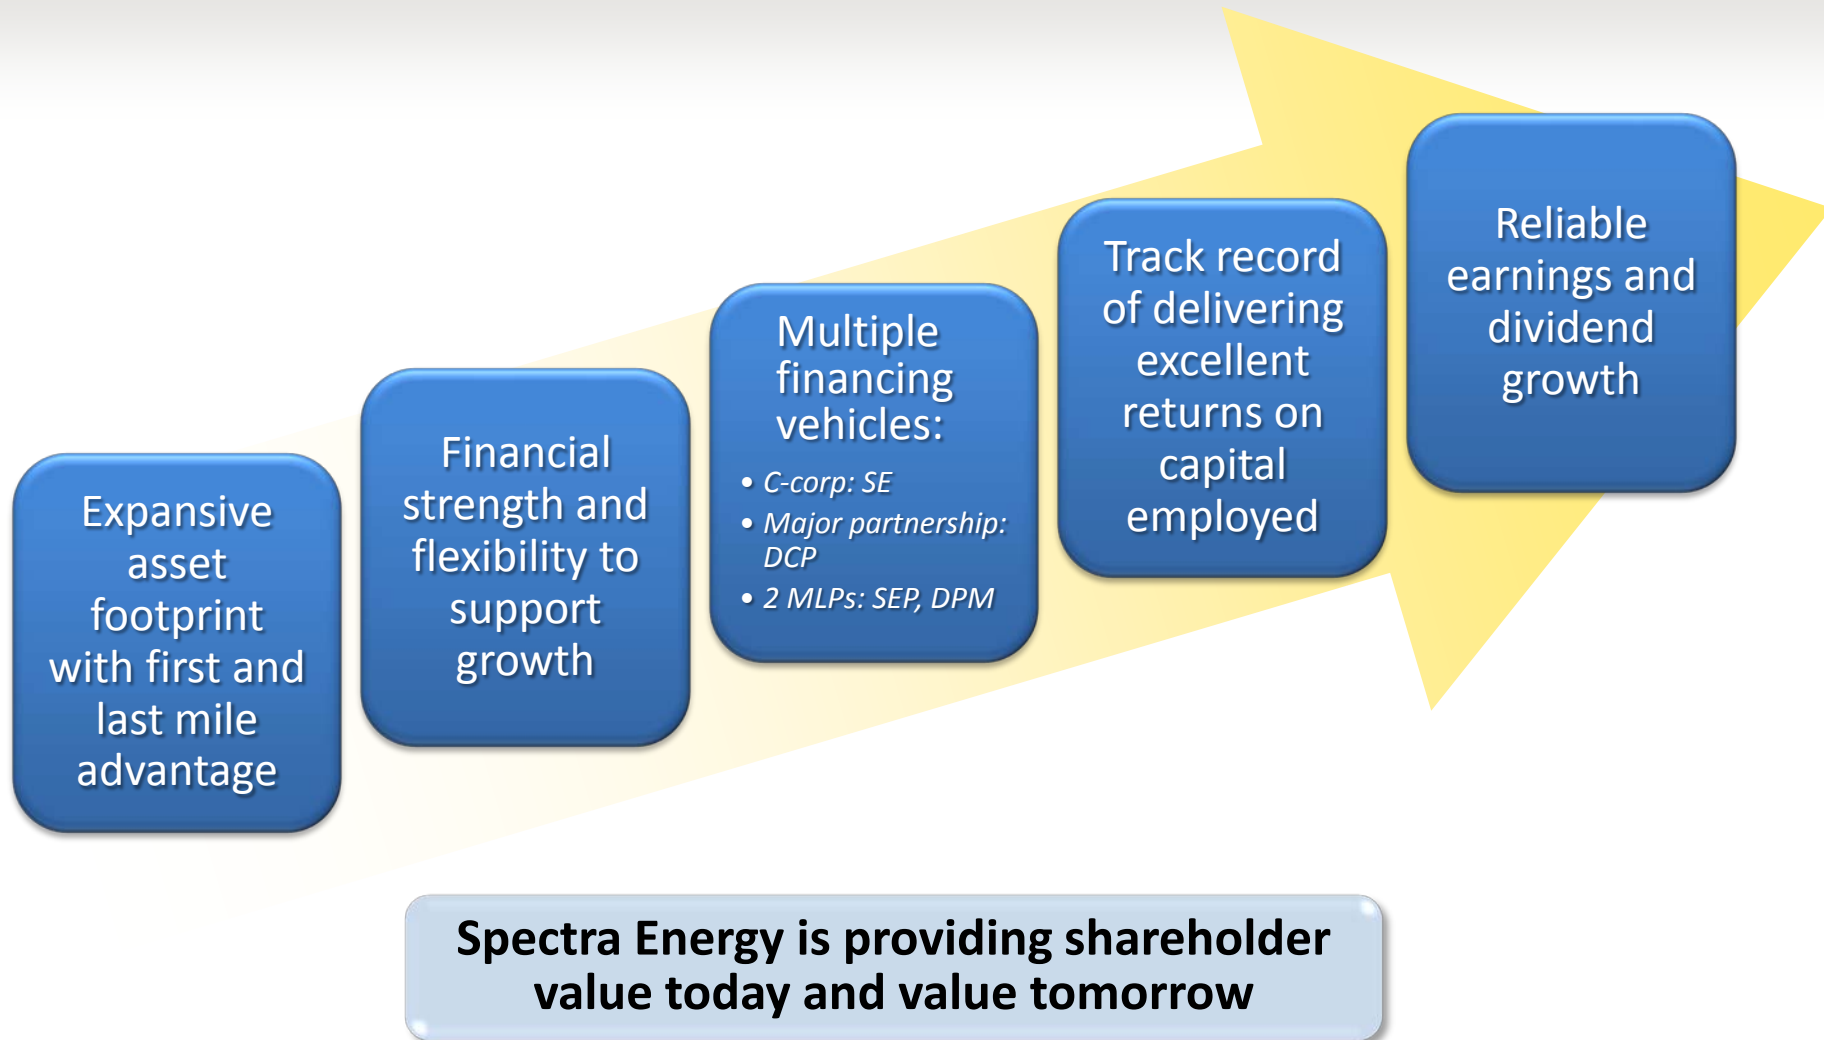 Expansive
asset
footprint
with first and
last mile
advantage
Financial
strength and
flexibility to
support
growth
Multiple
financing
vehicles:
• C-corp: SE
• Major partnership:
DCP
• 2 MLPs: SEP, DPM
Track record
of delivering
excellent
returns on
capital
employed
Reliable
earnings and
dividend
growth
Spectra Energy is providing shareholder
value today and value tomorrow